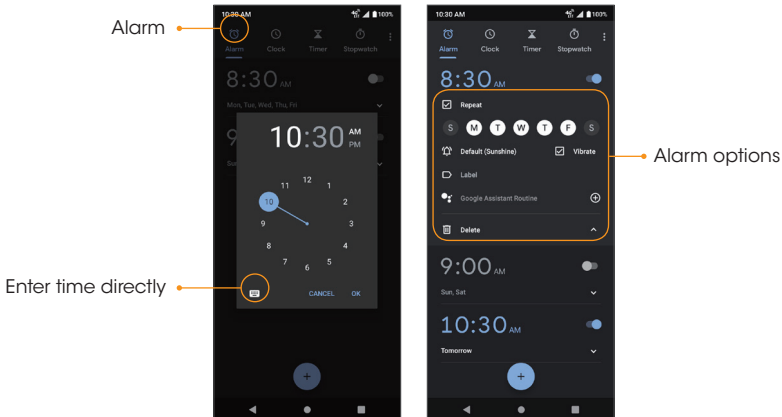 Alarm
Enter time directly
10:30 AM 100%
Alarm Clock Timer Stopwatch
8:30 AM
Mon, Tue, Wed, Thu, Fri
9
10:30 AM
PM
12
11 1
10 2
9 3
8 4
7 5
6
CANCEL OK
10:30 AM 100%
Alarm Clock Timer Stopwatch
8:30 AM
Repeat
S M T W T F S
Default (Sunshine) Vibrate
Label
Google Assistant Routine
Delete
9:00 AM
Sun, Sat
10:30 AM
Tomorrow
Alarm options